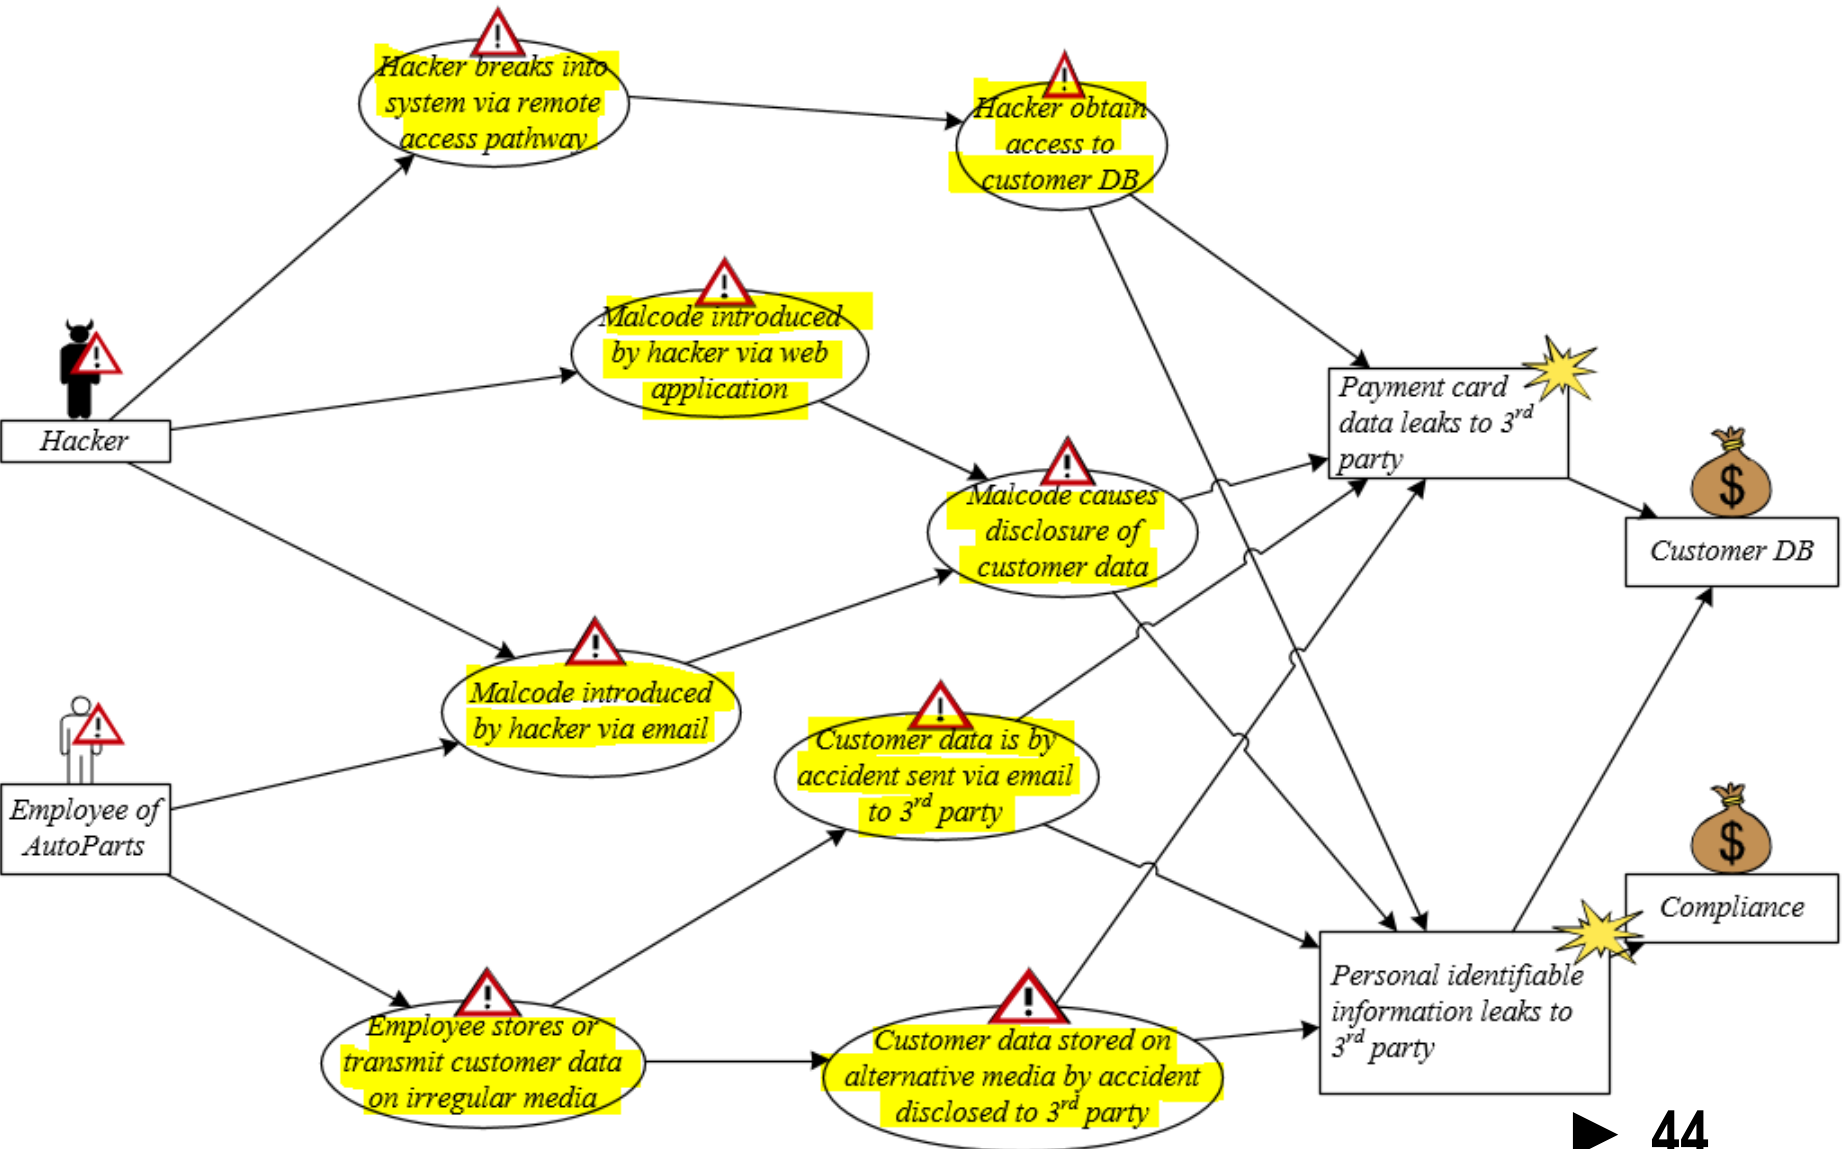 Hacker breaks into
system via remote
access pathway
Hacker obtain
access to
customer DB
Malcode introduced
by hacker via web
application
Hacker
Payment card
data leaks to 3rd
party
$
Customer DB
Malcode causes
disclosure of
customer data
Malcode introduced
by hacker via email
Customer data is by
accident sent via email
to 3rd party
Employee of
AutoParts
$
Compliance
Personal identifiable
information leaks to
3rd party
Employee stores or
transmit customer data
on irregular media
Customer data stored on
alternative media by accident
disclosed to 3rd party
44